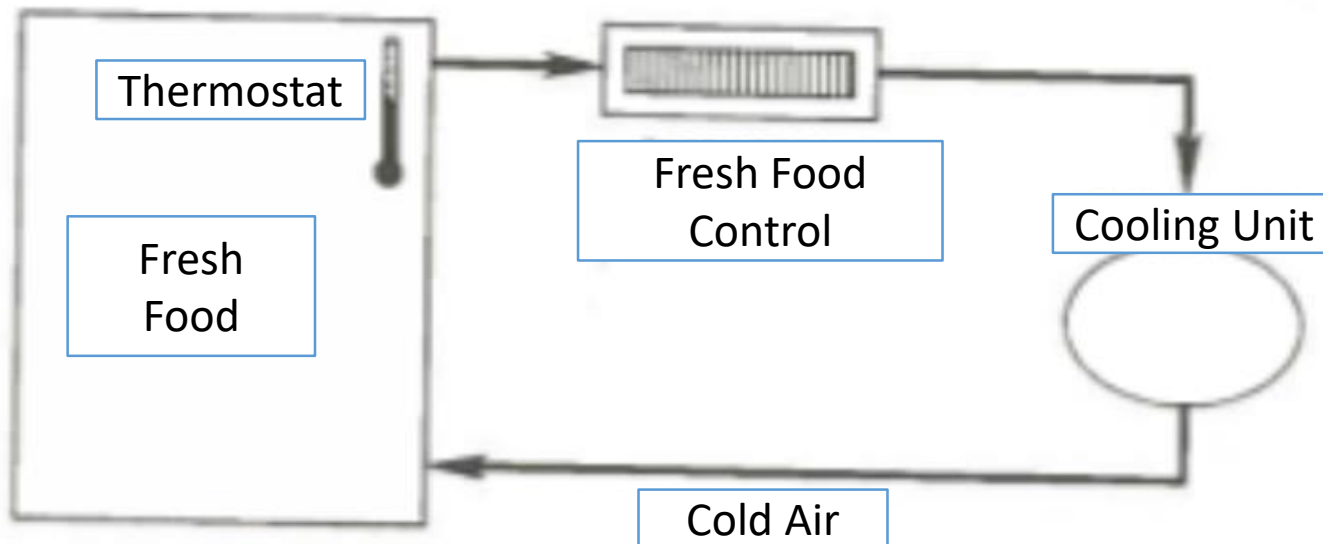 Thermostat
Fresh Food
Control
Cooling Unit
Fresh
Food
Cold Air